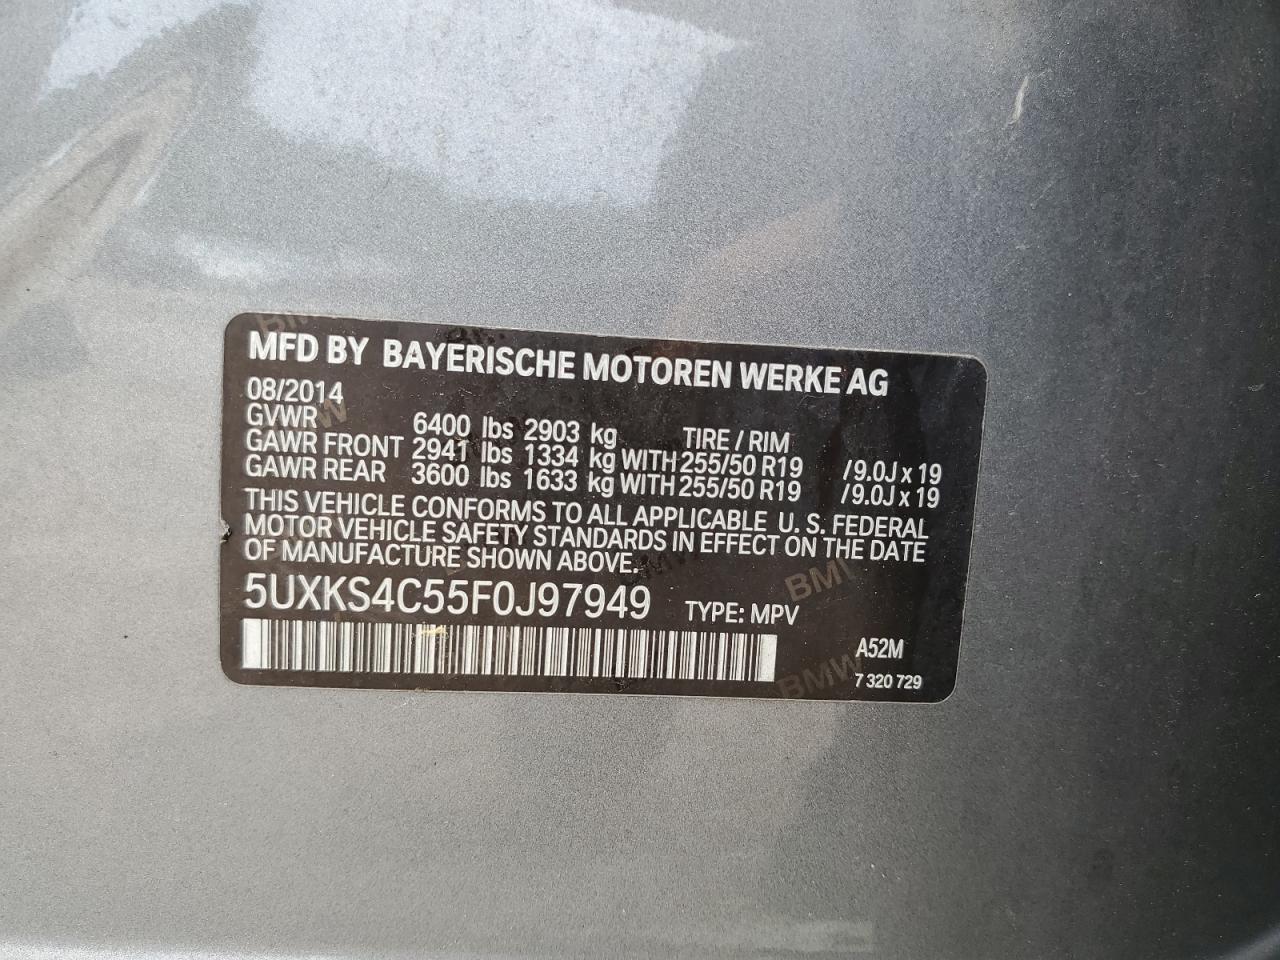 MFD BY BAYERISCHE MOTOREN WERKE AG
08/2014
GVWR 6400 lbs 2903 kg TIRE / RIM
GAWR FRONT 2941 lbs 1334 kg WITH 255/50 R19 /9.0J x 19
GAWR REAR 3600 lbs 1633 kg WITH 255/50 R19 /9.0J x 19
THIS VEHICLE CONFORMS TO ALL APPLICABLE U. S. FEDERAL
MOTOR VEHICLE SAFETY STANDARDS IN EFFECT ON THE DATE
OF MANUFACTURE SHOWN ABOVE.
5UXKS4C55F0J97949 TYPE: MPV
A52M
7 320 729